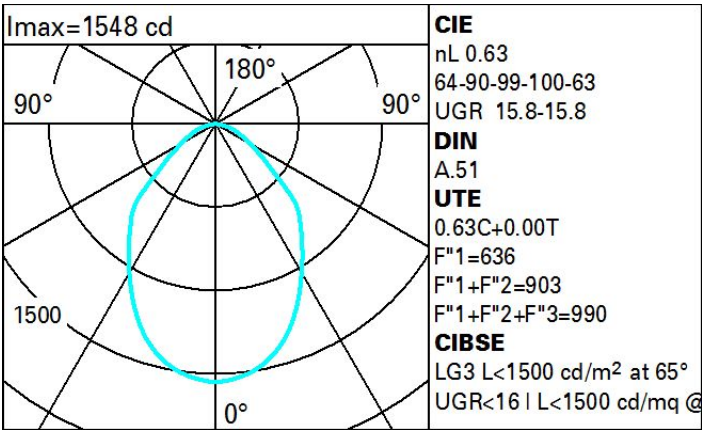 Imax=1548 cd
180°
90°
90°
1500
0°
CIE
nL 0.63
64-90-99-100-63
UGR 15.8-15.8
DIN
A.51
UTE
0.63C+0.00T
F"1=636
F"1+F"2=903
F"1+F"2+F"3=990
CIBSE
LG3 L<1500 cd/m² at 65°
UGR<16 | L<1500 cd/mq @